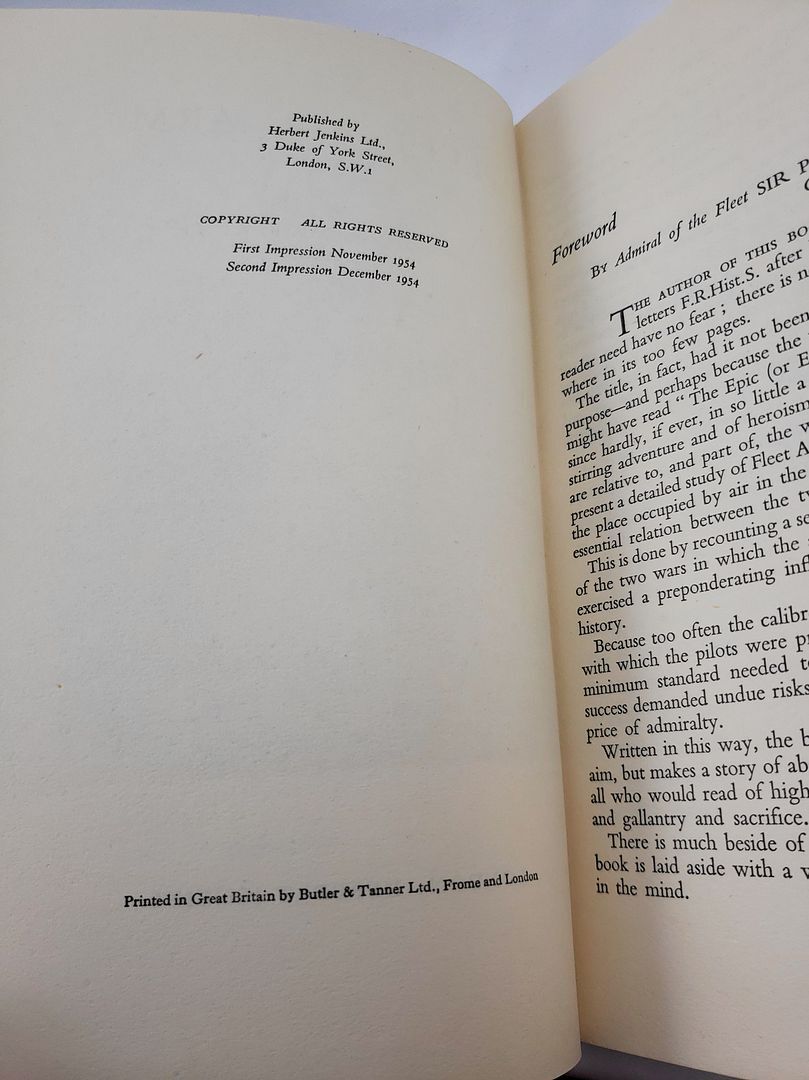 Published by
Herbert Jenkins Ltd.,
3 Duke of York Street,
London, S.W.1
COPYRIGHT ALL RIGHTS RESERVED
First Impression November 1954
Second Impression December 1954
Printed in Great Britain by Butler & Tanner Ltd., Frome and London
Foreword
By Admiral of the Fleet SIR P
THE AUTHOR OF THIS BO
letters F.R.Hist.S. after
reader need have no fear; there is n
where in its too few pages.
The title, in fact, had it not been
purpose—and perhaps because the
might have read “ The Epic (or E
since hardly, if ever, in so little a
stirring adventure and of heroism
are relative to, and part of, the w
present a detailed study of Fleet A
the place occupied by air in the
essential relation between the tw
This is done by recounting a se
of the two wars in which the
exercised a preponderating infl
history.
Because too often the calibr
with which the pilots were pr
minimum standard needed to
success demanded undue risks
price of admiralty.
Written in this way, the b
aim, but makes a story of ab
all who would read of high
and gallantry and sacrifice.
There is much beside of
book is laid aside with a v
in the mind.